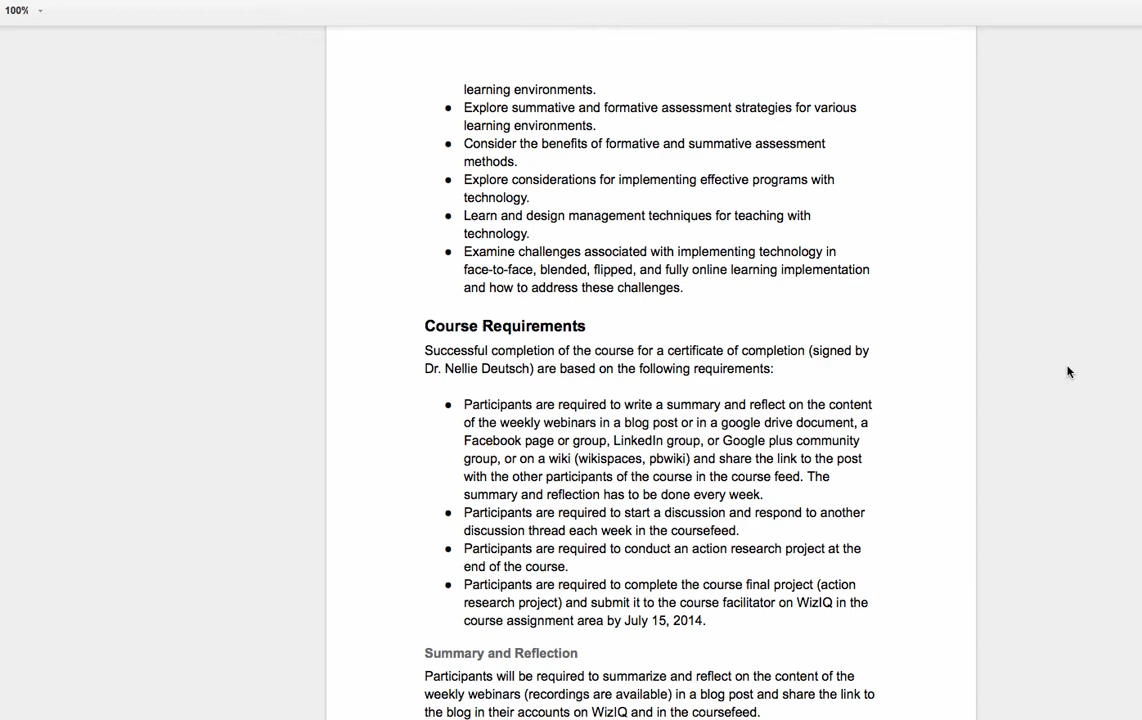 100%
learning environments.
● Explore summative and formative assessment strategies for various
learning environments.
● Consider the benefits of formative and summative assessment
methods.
● Explore considerations for implementing effective programs with
technology.
● Learn and design management techniques for teaching with
technology.
● Examine challenges associated with implementing technology in
face-to-face, blended, flipped, and fully online learning implementation
and how to address these challenges.
Course Requirements
Successful completion of the course for a certificate of completion (signed by
Dr. Nellie Deutsch) are based on the following requirements:
● Participants are required to write a summary and reflect on the content
of the weekly webinars in a blog post or in a google drive document, a
Facebook page or group, LinkedIn group, or Google plus community
group, or on a wiki (wikispaces, pbwiki) and share the link to the post
with the other participants of the course in the course feed. The
summary and reflection has to be done every week.
● Participants are required to start a discussion and respond to another
discussion thread each week in the coursefeed.
● Participants are required to conduct an action research project at the
end of the course.
● Participants are required to complete the course final project (action
research project) and submit it to the course facilitator on WizIQ in the
course assignment area by July 15, 2014.
Summary and Reflection
Participants will be required to summarize and reflect on the content of the
weekly webinars (recordings are available) in a blog post and share the link to
the blog in their accounts on WizIQ and in the coursefeed.